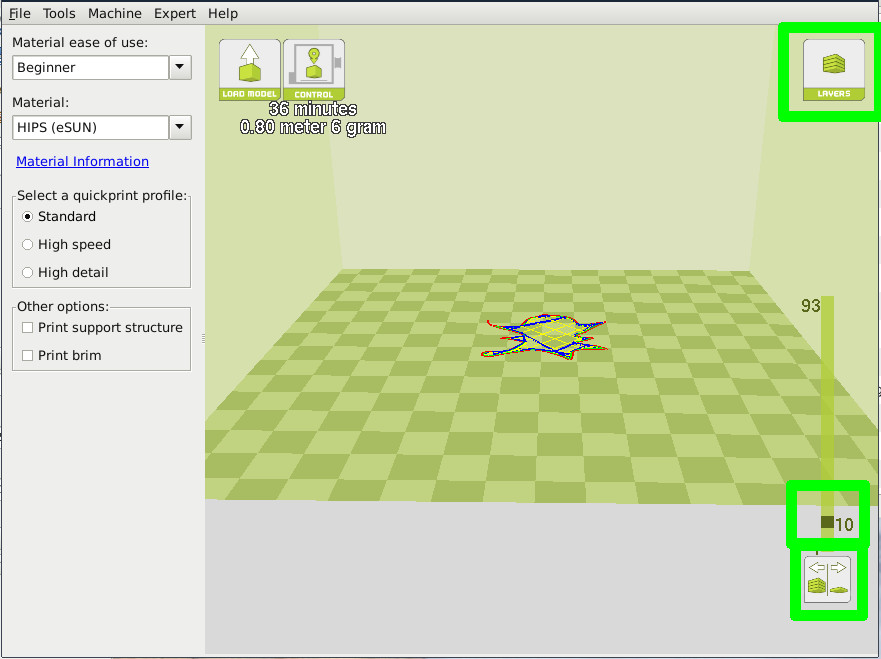 File Tools Machine Expert Help
Material ease of use:
Beginner
Material:
HIPS (eSUN)
Material Information
Select a quickprint profile:
Standard
High speed
High detail
Other options:
Print support structure
Print brim
LOAD MODEL
CONTROL
36 minutes
0.80 meter 6 gram
LAYERS
93
10